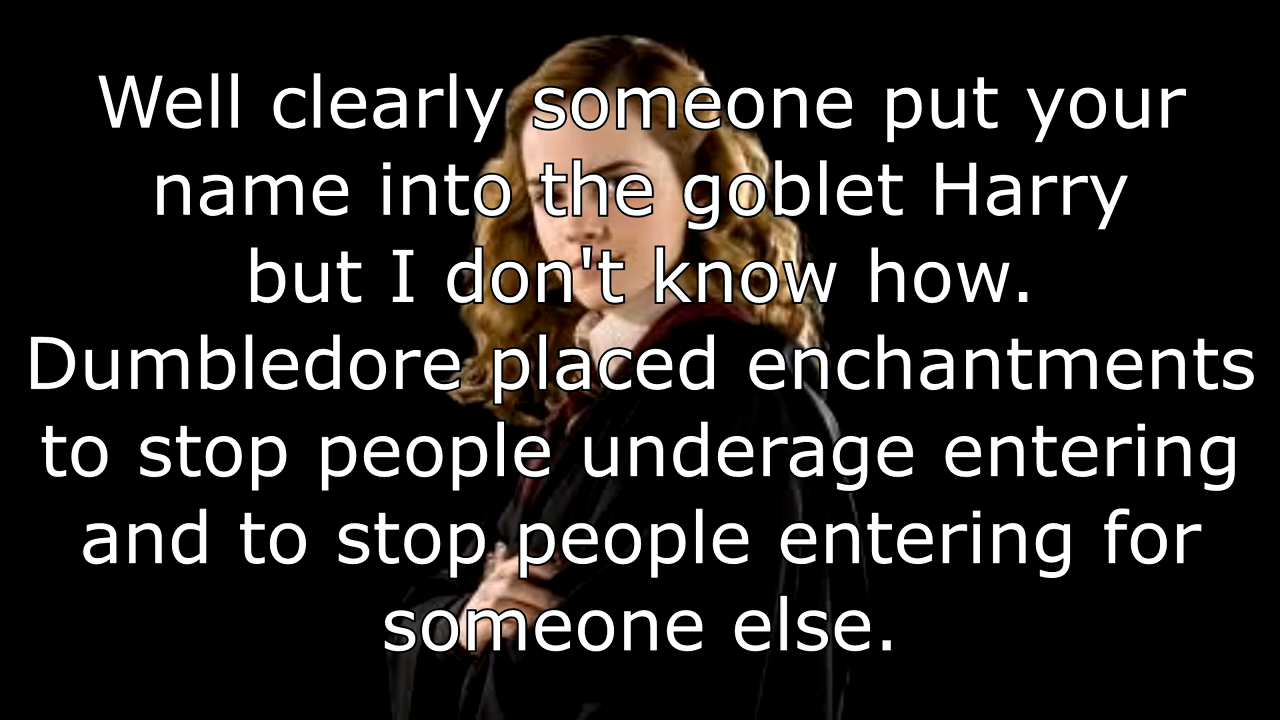 Well clearly someone put your
name into the goblet Harry
but I don't know how.
Dumbledore placed enchantments
to stop people underage entering
and to stop people entering for
someone else.